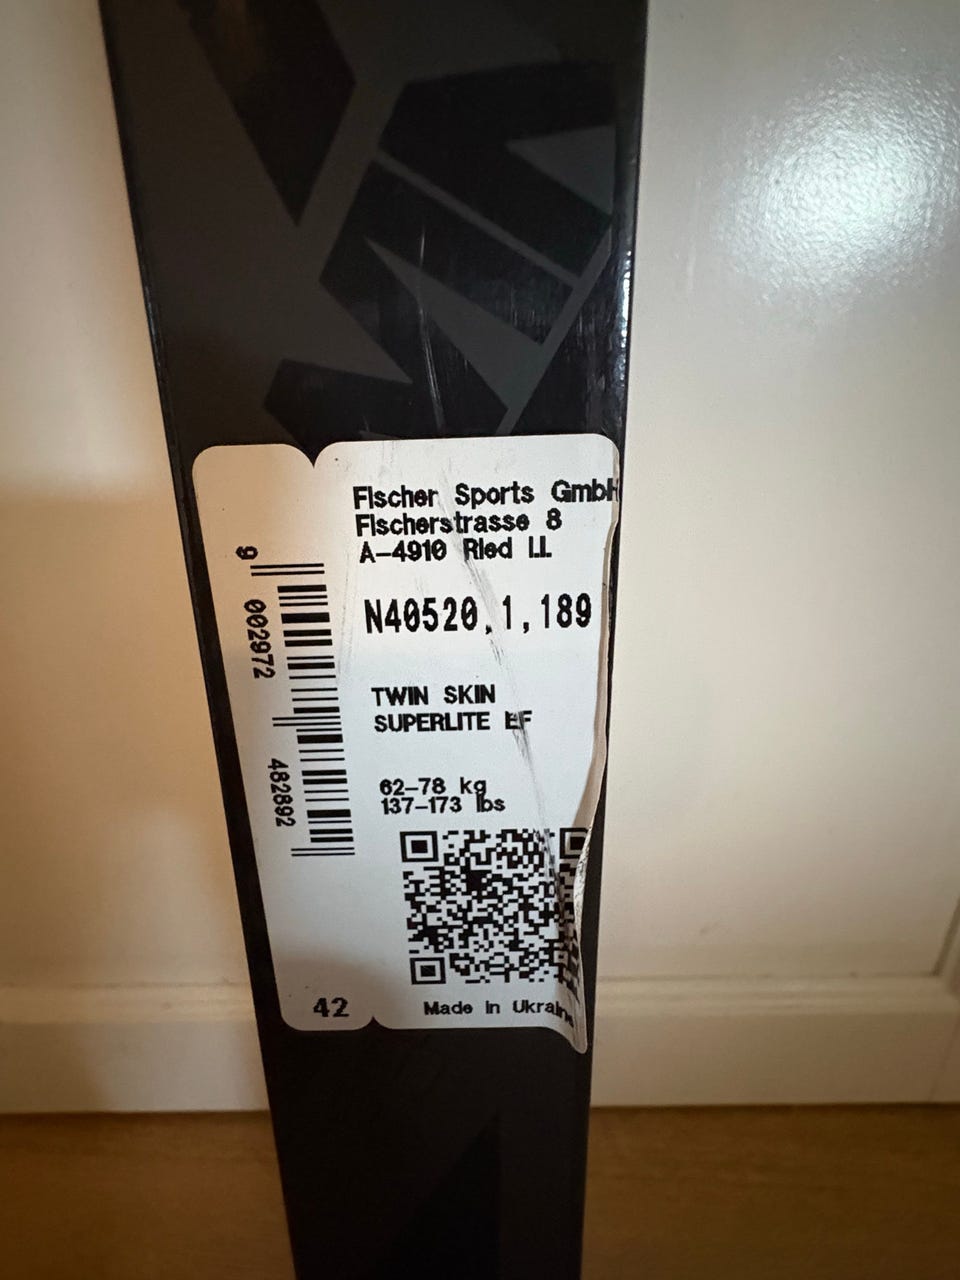 Fischer Sports GmbH
Fischerstrasse 8
A-4910 Ried i.I.
N40520,1,189
TWIN SKIN
SUPERLITE EF
62-78 kg
137-173 lbs
Made in Ukraine
42
9 002972 482892